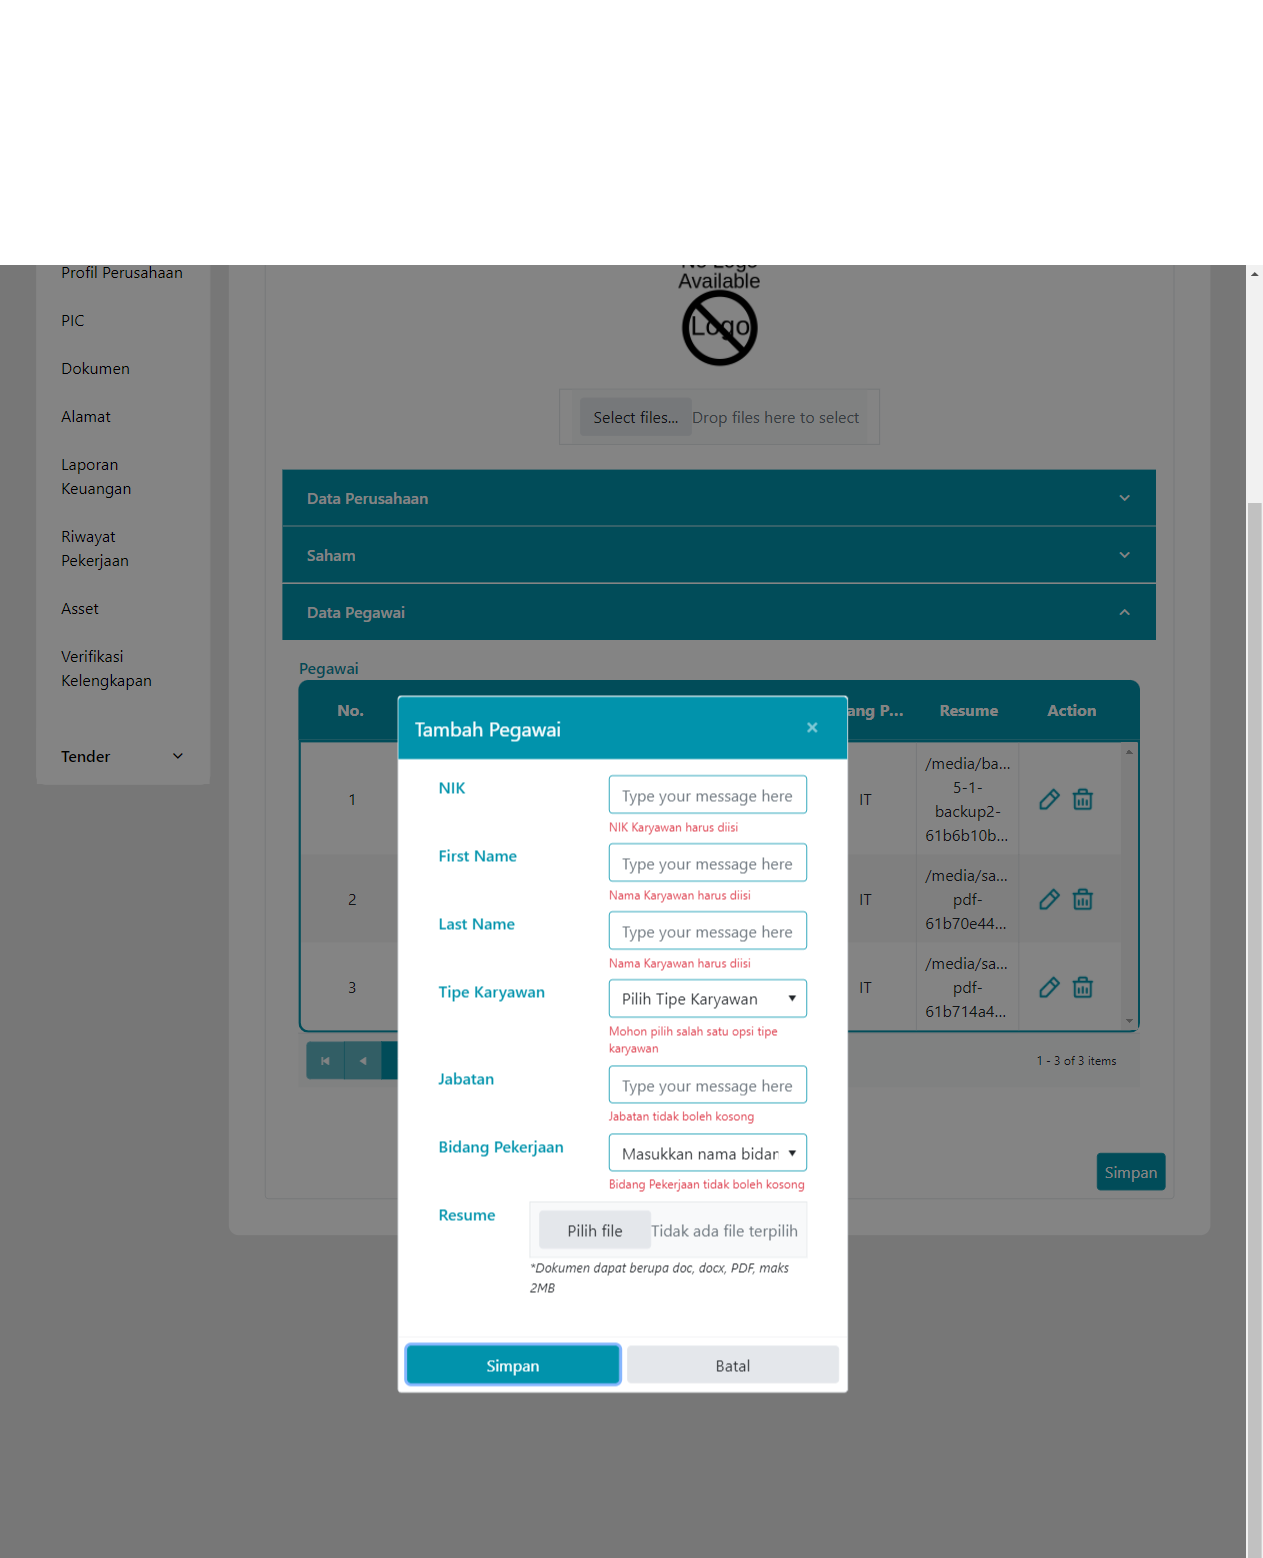 Profil Perusahaan
PIC
Dokumen
Alamat
Laporan
Keuangan
Riwayat
Pekerjaan
Asset
Verifikasi
Kelengkapan
Tender
Available
Logo
Select files...
Drop files here to select
Data Perusahaan
Saham
Data Pegawai
Pegawai
No.
ang P...
Resume
Action
1
IT
/media/ba...
5-1-
backup2-
61b6b10b...
2
IT
/media/sa...
pdf-
61b70e44...
3
IT
/media/sa...
pdf-
61b714a4...
1 - 3 of 3 items
Simpan
Tambah Pegawai
NIK
Type your message here
NIK Karyawan harus diisi
First Name
Type your message here
Nama Karyawan harus diisi
Last Name
Type your message here
Nama Karyawan harus diisi
Tipe Karyawan
Pilih Tipe Karyawan
Mohon pilih salah satu opsi tipe
karyawan
Jabatan
Type your message here
Jabatan tidak boleh kosong
Bidang Pekerjaan
Masukkan nama bidan
Bidang Pekerjaan tidak boleh kosong
Resume
Pilih file
Tidak ada file terpilih
*Dokumen dapat berupa doc, docx, PDF, maks
2MB
Simpan
Batal